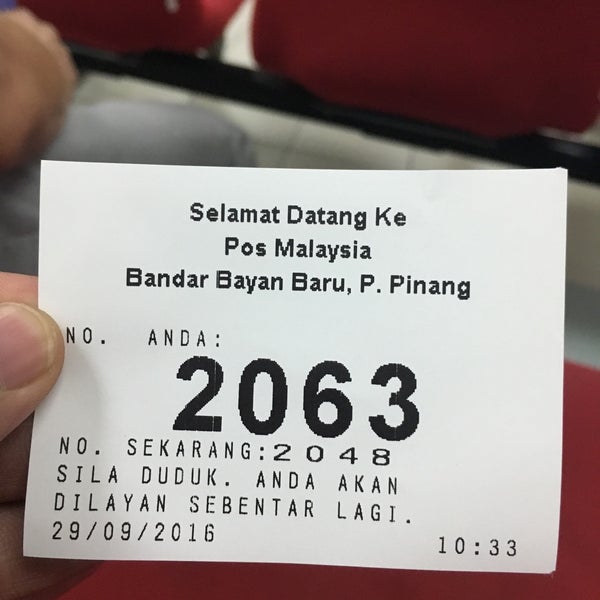 Selamat Datang Ke
Pos Malaysia
Bandar Bayan Baru, P. Pinang
NO. ANDA:
2063
NO. SEKARANG:2048
SILA DUDUK. ANDA AKAN
DILAYAN SEBENTAR LAGI.
29/09/2016 10:33